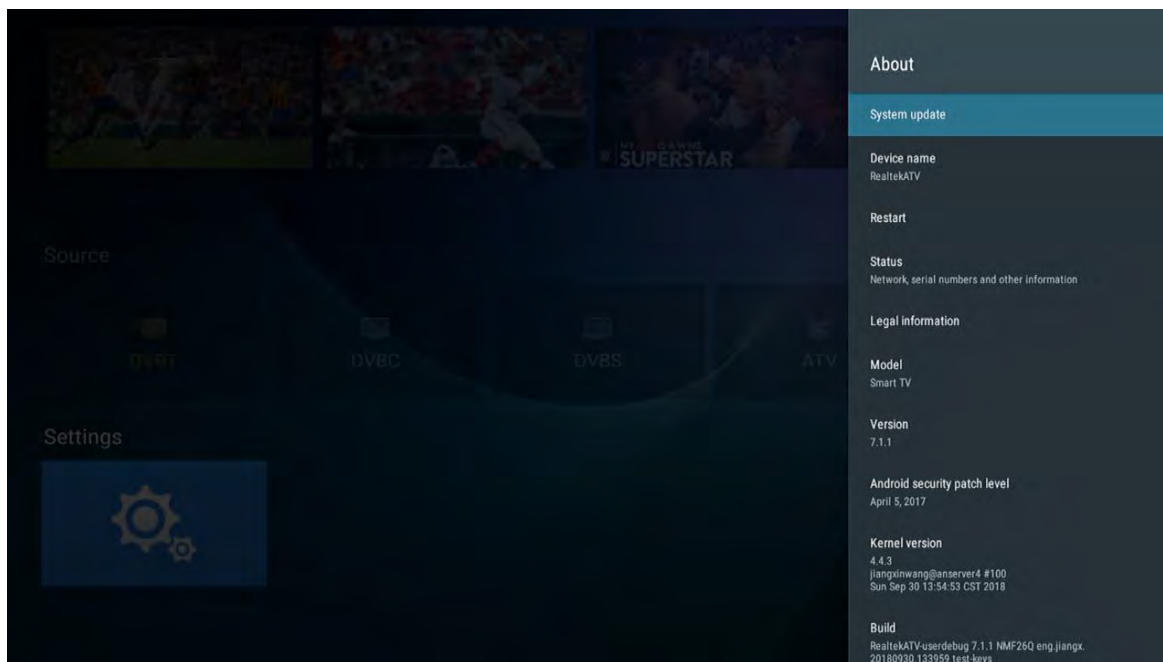 SUPERSTAR
Source
DVBT
DVBC
DVBS
ATV
Settings
About
System update
Device name
RealtekATV
Restart
Status
Network, serial numbers and other information
Legal information
Model
Smart TV
Version
7.1.1
Android security patch level
April 5, 2017
Kernel version
4.4.3
jiangxinwang@anserver4 #100
Sun Sep 30 13:54:53 CST 2018
Build
RealtekATV-userdebug 7.1.1 NMF26Q eng.jiangx.
20180930.133959 test-keys